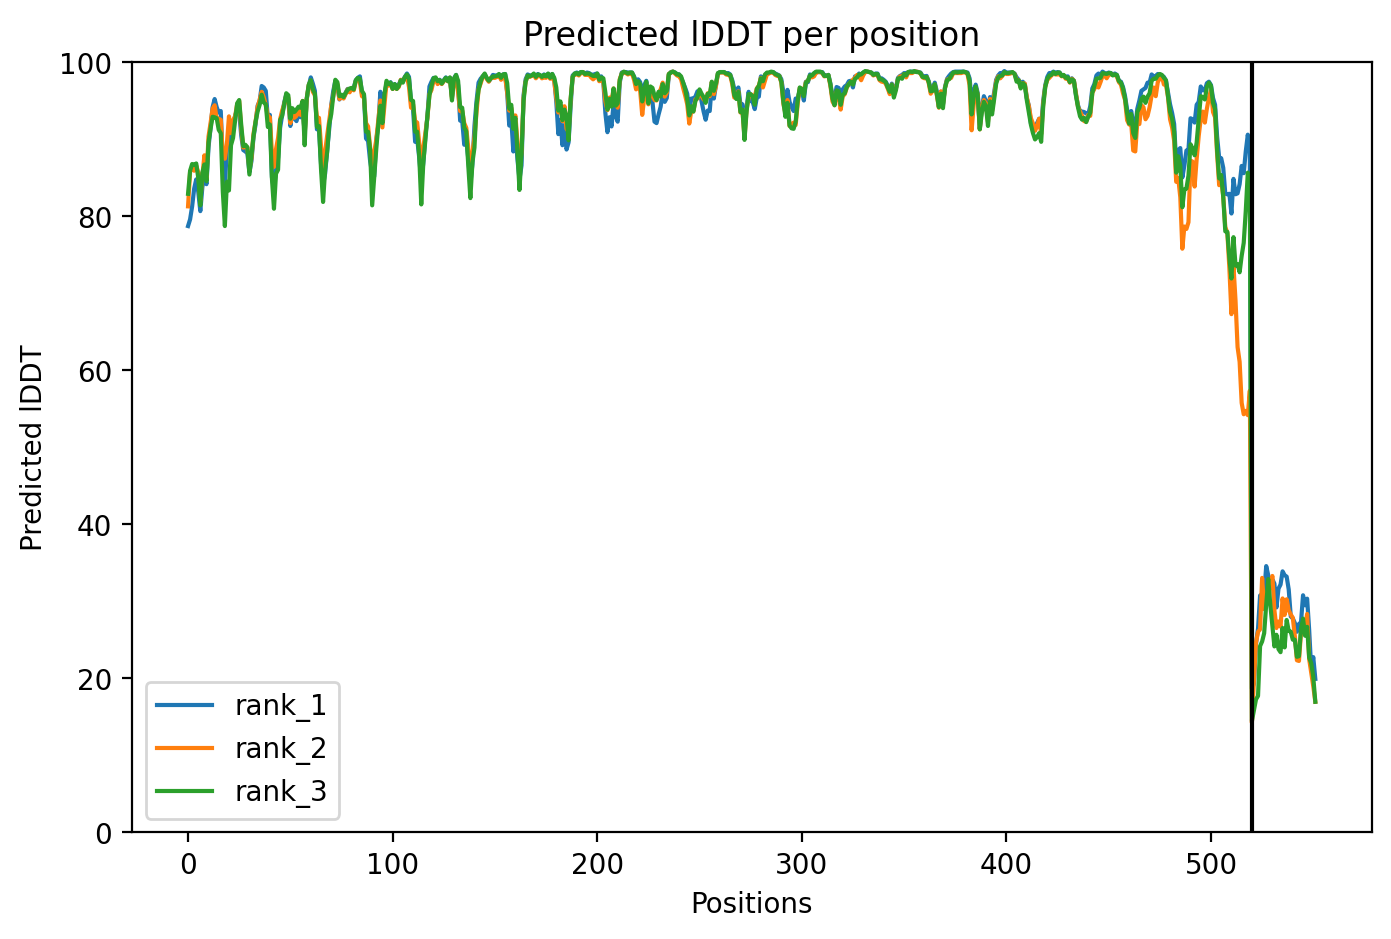 Predicted lDDT per position
100
80
60
40
20
0
Predicted lDDT
rank_1
rank_2
rank_3
0 100 200 300 400 500
Positions